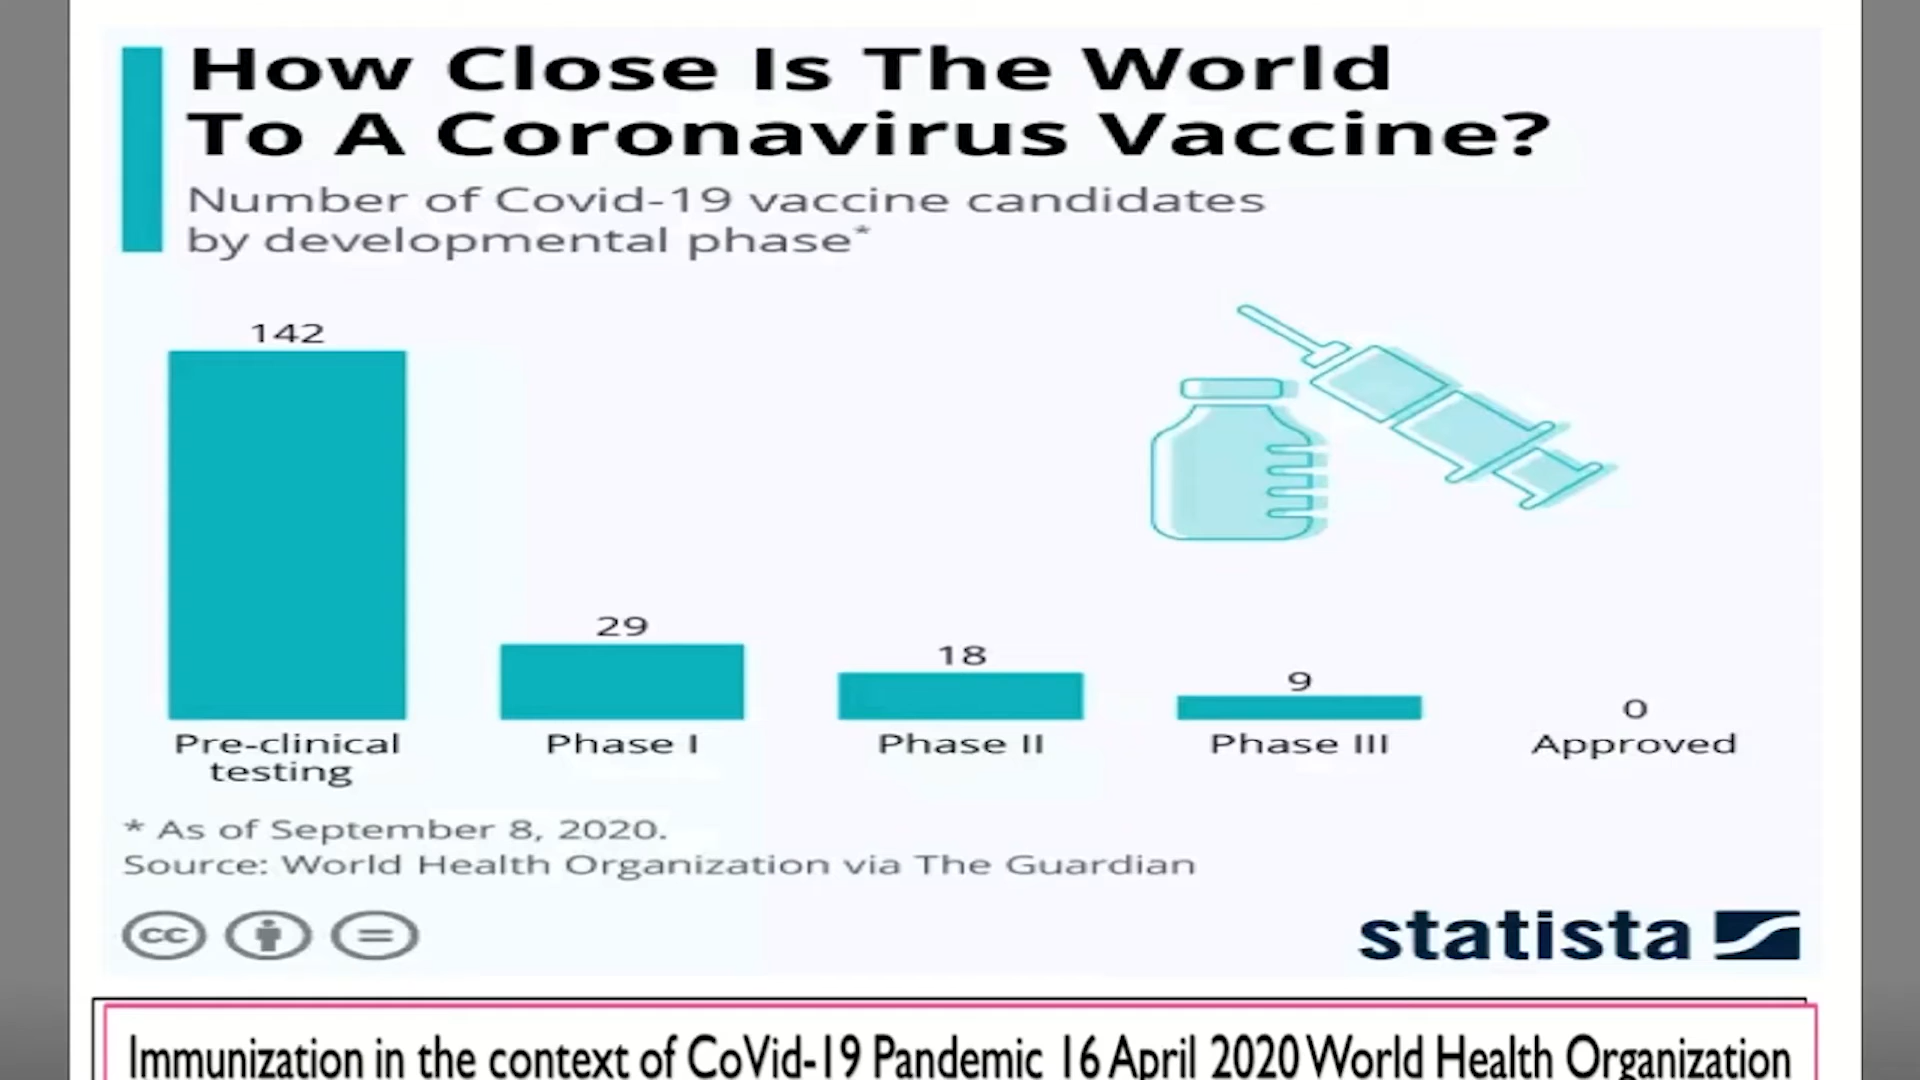 How Close Is The World
To A Coronavirus Vaccine?
Number of Covid-19 vaccine candidates
by developmental phase*
142
29
18
9
0
Pre-clinical
testing
Phase I
Phase II
Phase III
Approved
* As of September 8, 2020.
Source: World Health Organization via The Guardian
cc
statista
Immunization in the context of CoVid-19 Pandemic 16 April 2020 World Health Organization